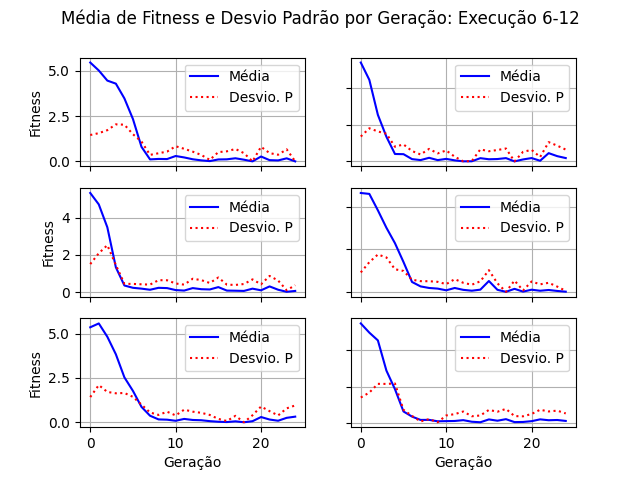 Média de Fitness e Desvio Padrão por Geração: Execução 6-12
5.0
2.5
0.0
Fitness
Média
Desvio. P
Média
Desvio. P
4
2
0
Fitness
Média
Desvio. P
Média
Desvio. P
5.0
2.5
0.0
Fitness
Média
Desvio. P
0
10
20
Geração
Média
Desvio. P
0
10
20
Geração